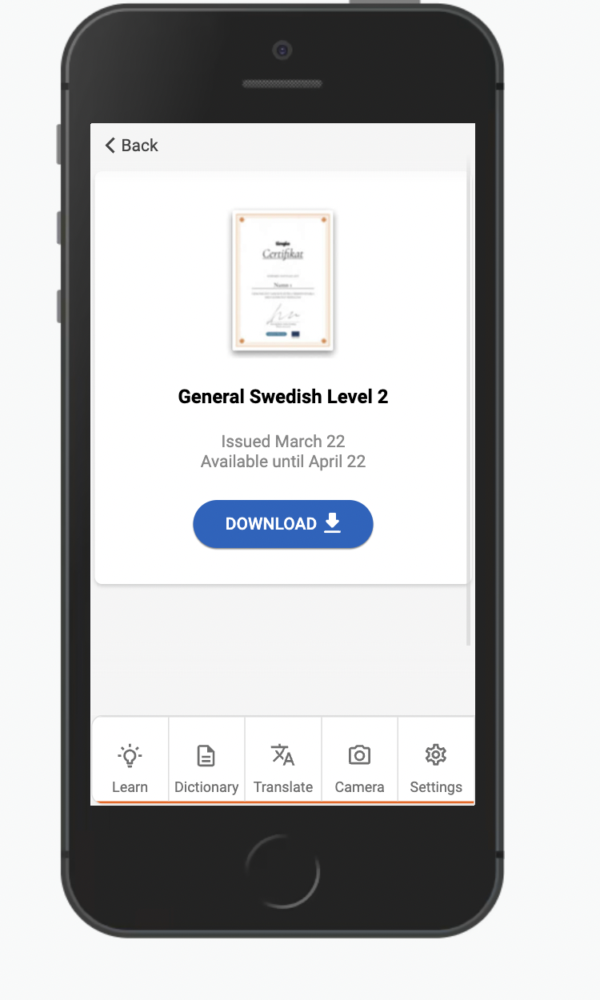 Back
Certifikat
General Swedish Level 2
Issued March 22
Available until April 22
DOWNLOAD
Learn
Dictionary
Translate
Camera
Settings